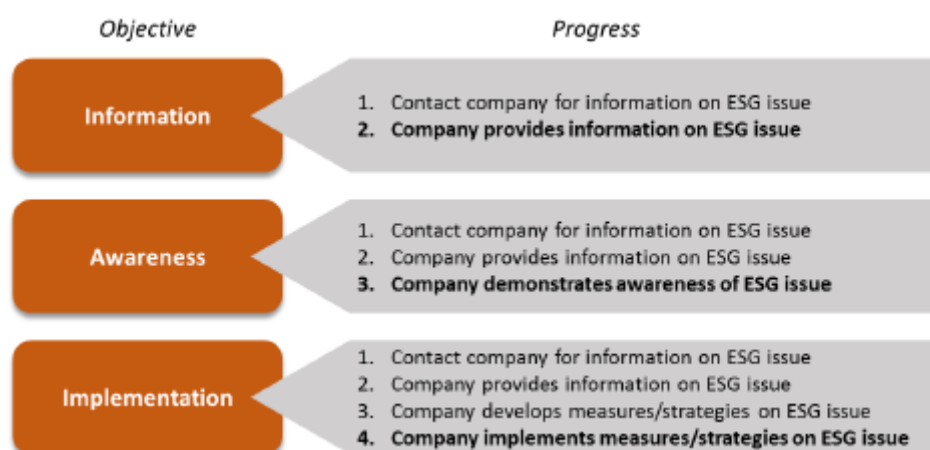 Objective
Progress
Information
1. Contact company for information on ESG issue
2. Company provides information on ESG issue
Awareness
1. Contact company for information on ESG issue
2. Company provides information on ESG issue
3. Company demonstrates awareness of ESG issue
Implementation
1. Contact company for information on ESG issue
2. Company provides information on ESG issue
3. Company develops measures/strategies on ESG issue
4. Company implements measures/strategies on ESG issue